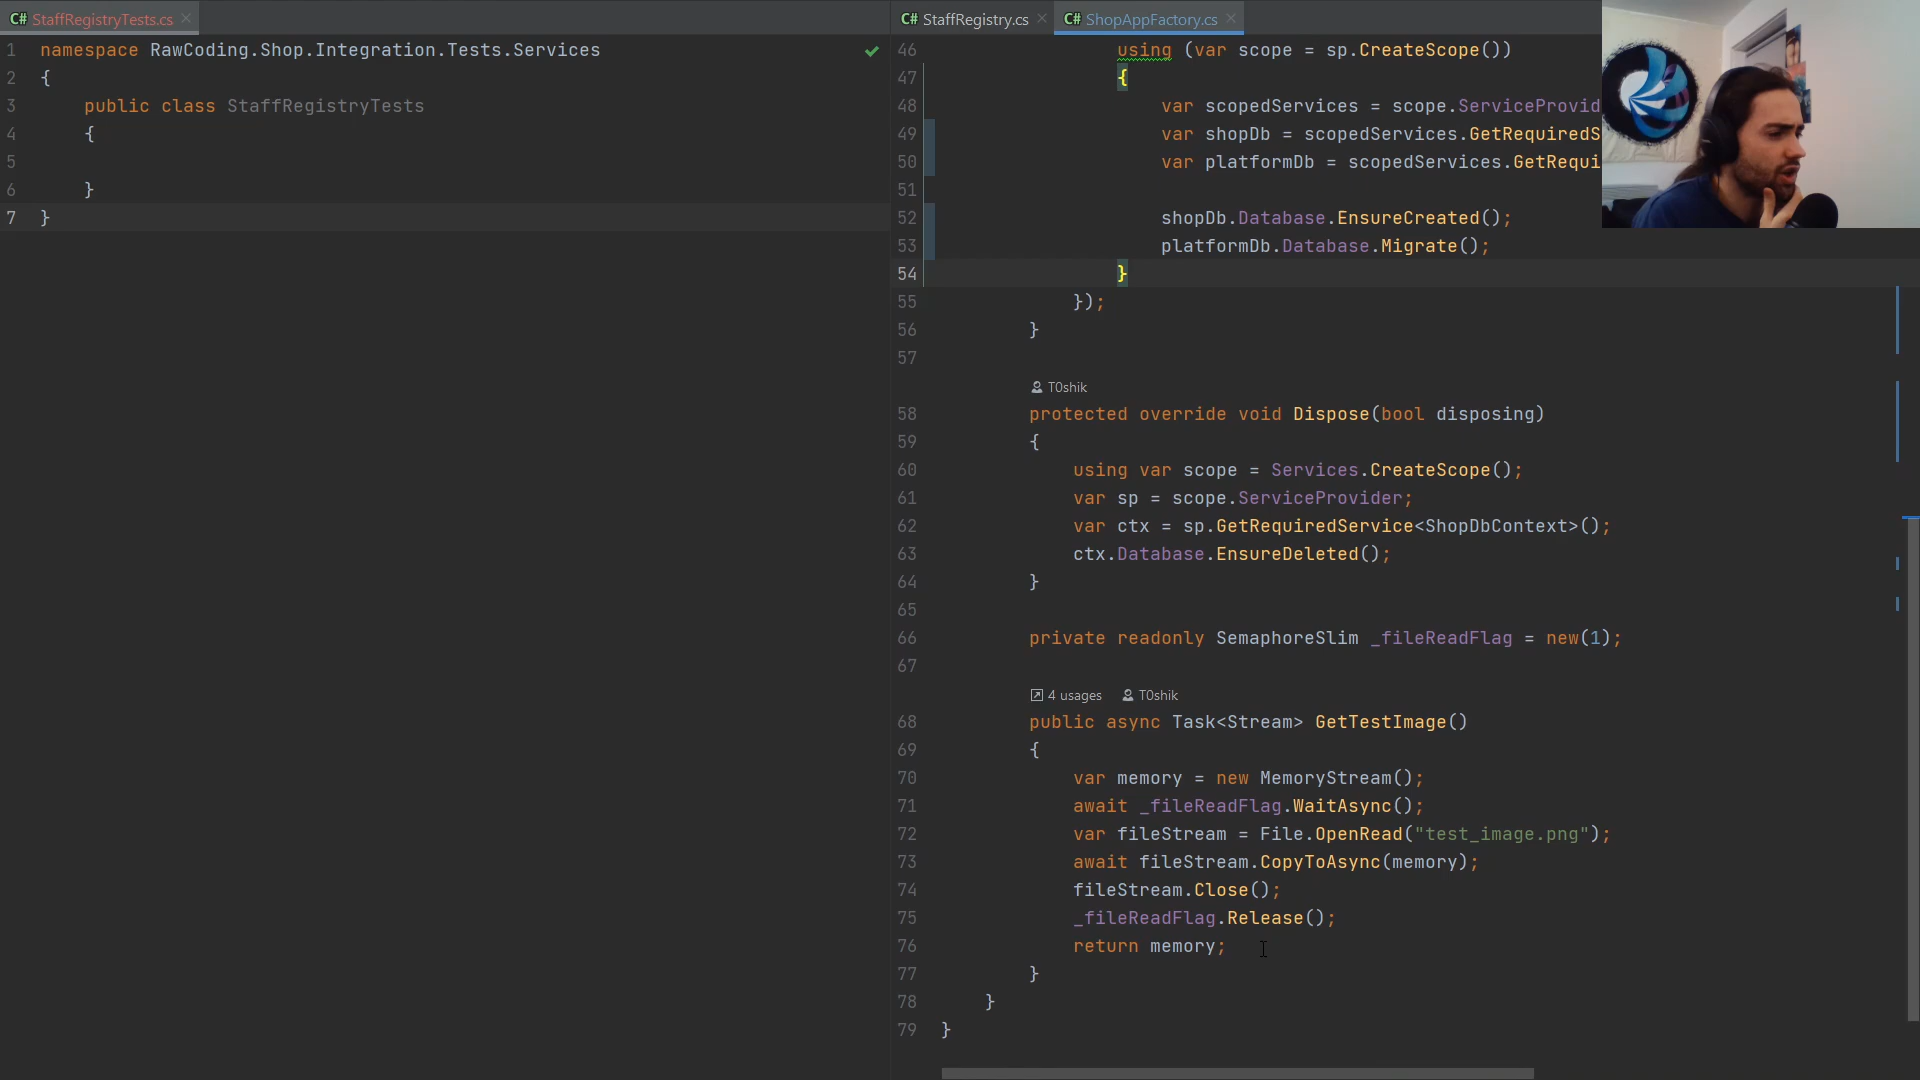 C# StaffRegistryTests.cs
1 namespace RawCoding.Shop.Integration.Tests.Services
2 {
3 public class StaffRegistryTests
4 {
5
6 }
7 }
C# StaffRegistry.cs C# ShopAppFactory.cs
46 using (var scope = sp.CreateScope())
47 {
48 var scopedServices = scope.ServiceProvid
49 var shopDb = scopedServices.GetRequiredS
50 var platformDb = scopedServices.GetRequi
51
52 shopDb.Database.EnsureCreated();
53 platformDb.Database.Migrate();
54 }
55 });
56 }
57
T0shik
58 protected override void Dispose(bool disposing)
59 {
60 using var scope = Services.CreateScope();
61 var sp = scope.ServiceProvider;
62 var ctx = sp.GetRequiredService<ShopDbContext>();
63 ctx.Database.EnsureDeleted();
64 }
65
66 private readonly SemaphoreSlim _fileReadFlag = new(1);
67
4 usages T0shik
68 public async Task<Stream> GetTestImage()
69 {
70 var memory = new MemoryStream();
71 await _fileReadFlag.WaitAsync();
72 var fileStream = File.OpenRead("test_image.png");
73 await fileStream.CopyToAsync(memory);
74 fileStream.Close();
75 _fileReadFlag.Release();
76 return memory;
77 }
78 }
79 }